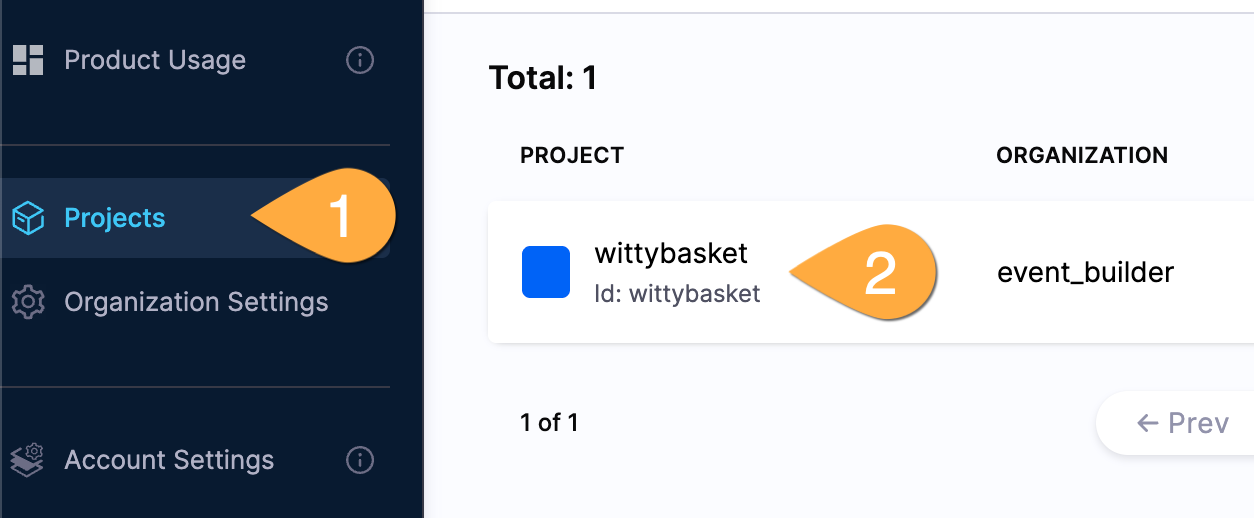 Product Usage
Projects
1
Organization Settings
Account Settings
Total: 1
PROJECT
ORGANIZATION
wittybasket
Id: wittybasket
2
event_builder
1 of 1
← Prev